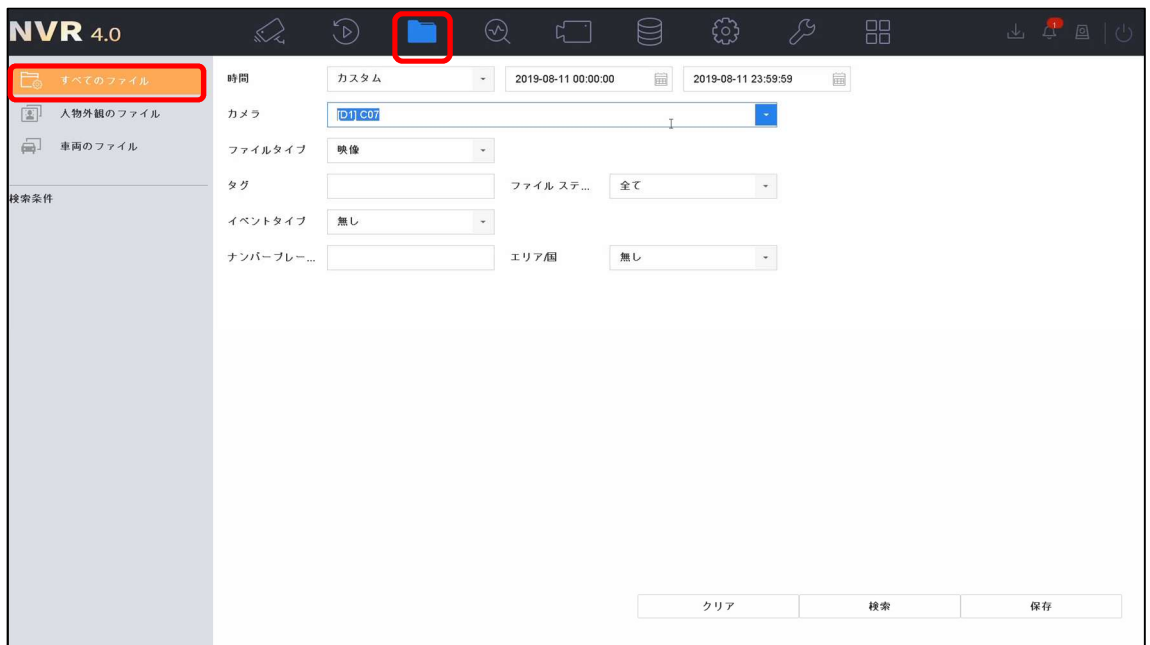 NVR 4.0
1
すべてのファイル
人物外観のファイル
車両のファイル
検索条件
時間 カスタム 2019-08-11 00:00:00 2019-08-11 23:59:59
カメラ [D1] C07
ファイルタイプ 映像
タグ ファイル ステ... 全て
イベントタイプ 無し
ナンバープレー... エリア/国 無し
クリア 検索 保存